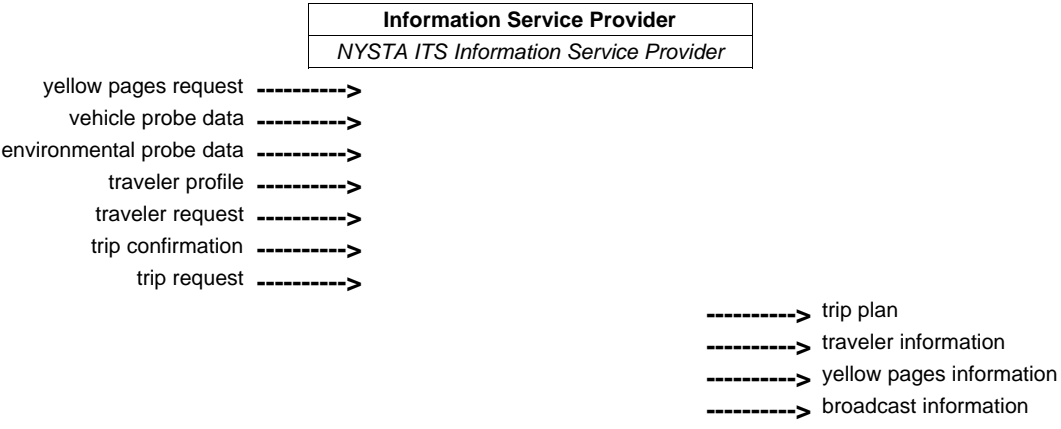 Information Service Provider
NYSTA ITS Information Service Provider
yellow pages request ---------->
vehicle probe data ---------->
environmental probe data ---------->
traveler profile ---------->
traveler request ---------->
trip confirmation ---------->
trip request ---------->
----------> trip plan
----------> traveler information
----------> yellow pages information
----------> broadcast information